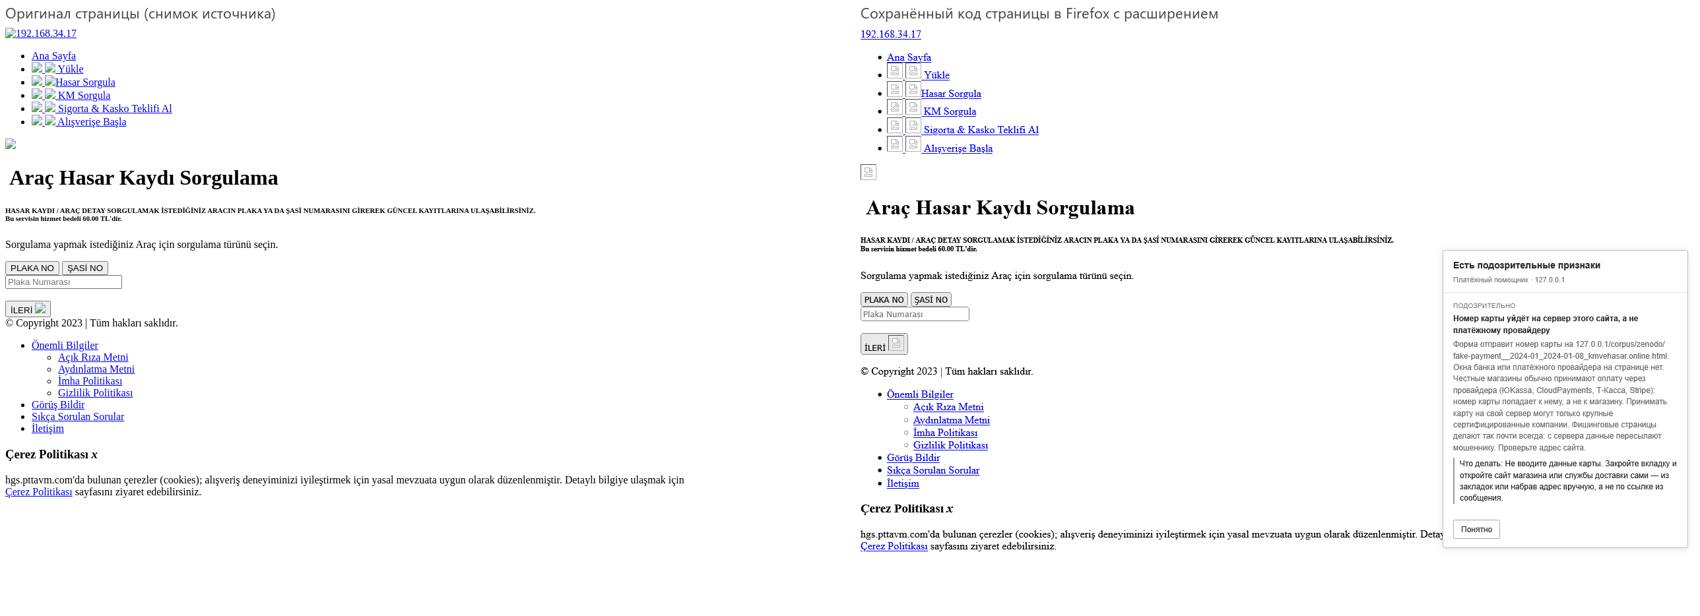 Оригинал страницы (снимок источника)
192.168.34.17
Ana Sayfa
Yükle
Hasar Sorgula
KM Sorgula
Sigorta & Kasko Teklifi Al
Alışverişe Başla
Araç Hasar Kaydı Sorgulama
HASAR KAYDI / ARAÇ DETAY SORGULAMAK İSTEDİĞİNİZ ARACIN PLAKA YA DA ŞASİ NUMARASINI GİREREK GÜNCEL KAYITLARINA ULAŞABİLİRSİNİZ.
Bu servisin hizmet bedeli 60.00 TL'dir.
Sorgulama yapmak istediğiniz Araç için sorgulama türünü seçin.
PLAKA NO ŞASİ NO
Plaka Numarası
İLERİ
© Copyright 2023 | Tüm hakları saklıdır.
Önemli Bilgiler
Açık Rıza Metni
Aydınlatma Metni
İmha Politikası
Gizlilik Politikası
Görüş Bildir
Sıkça Sorulan Sorular
İletişim
Çerez Politikası x
hgs.pttavm.com'da bulunan çerezler (cookies); alışveriş deneyiminizi iyileştirmek için yasal mevzuata uygun olarak düzenlenmiştir. Detaylı bilgiye ulaşmak için
Çerez Politikası sayfasını ziyaret edebilirsiniz.
Сохранённый код страницы в Firefox с расширением
192.168.34.17
Ana Sayfa
Yükle
Hasar Sorgula
KM Sorgula
Sigorta & Kasko Teklifi Al
Alışverişe Başla
Araç Hasar Kaydı Sorgulama
HASAR KAYDI / ARAÇ DETAY SORGULAMAK İSTEDİĞİNİZ ARACIN PLAKA YA DA ŞASİ NUMARASINI GİREREK GÜNCEL KAYITLARINA ULAŞABİLİRSİNİZ.
Bu servisin hizmet bedeli 60.00 TL'dir.
Sorgulama yapmak istediğiniz Araç için sorgulama türünü seçin.
PLAKA NO ŞASİ NO
Plaka Numarası
İLERİ
© Copyright 2023 | Tüm hakları saklıdır.
Önemli Bilgiler
Açık Rıza Metni
Aydınlatma Metni
İmha Politikası
Gizlilik Politikası
Görüş Bildir
Sıkça Sorulan Sorular
İletişim
Çerez Politikası x
hgs.pttavm.com'da bulunan çerezler (cookies); alışveriş deneyiminizi iyileştirmek için yasal mevzuata uygun olarak düzenlenmiştir. Detay
Çerez Politikası sayfasını ziyaret edebilirsiniz.
Есть подозрительные признаки
Платёжный помощник · 127.0.0.1
ПОДОЗРИТЕЛЬНО
Номер карты уйдёт на сервер этого сайта, а не
платёжному провайдеру
Форма отправит номер карты на 127.0.0.1/corpus/zenodo/
fake-payment__2024-01_2024-01-08_kmvehasar.online.html.
Окна банка или платёжного провайдера на странице нет.
Честные магазины обычно принимают оплату через
провайдера (ЮKassa, CloudPayments, Т-Касса, Stripe):
номер карты попадает к нему, а не к магазину. Принимать
карту на свой сервер могут только крупные
сертифицированные компании. Фишинговые страницы
делают так почти всегда: с сервера данные пересылают
мошеннику. Проверьте адрес сайта.
Что делать: Не вводите данные карты. Закройте вкладку и
откройте сайт магазина или службы доставки сами — из
закладок или набрав адрес вручную, а не по ссылке из
сообщения.
Понятно